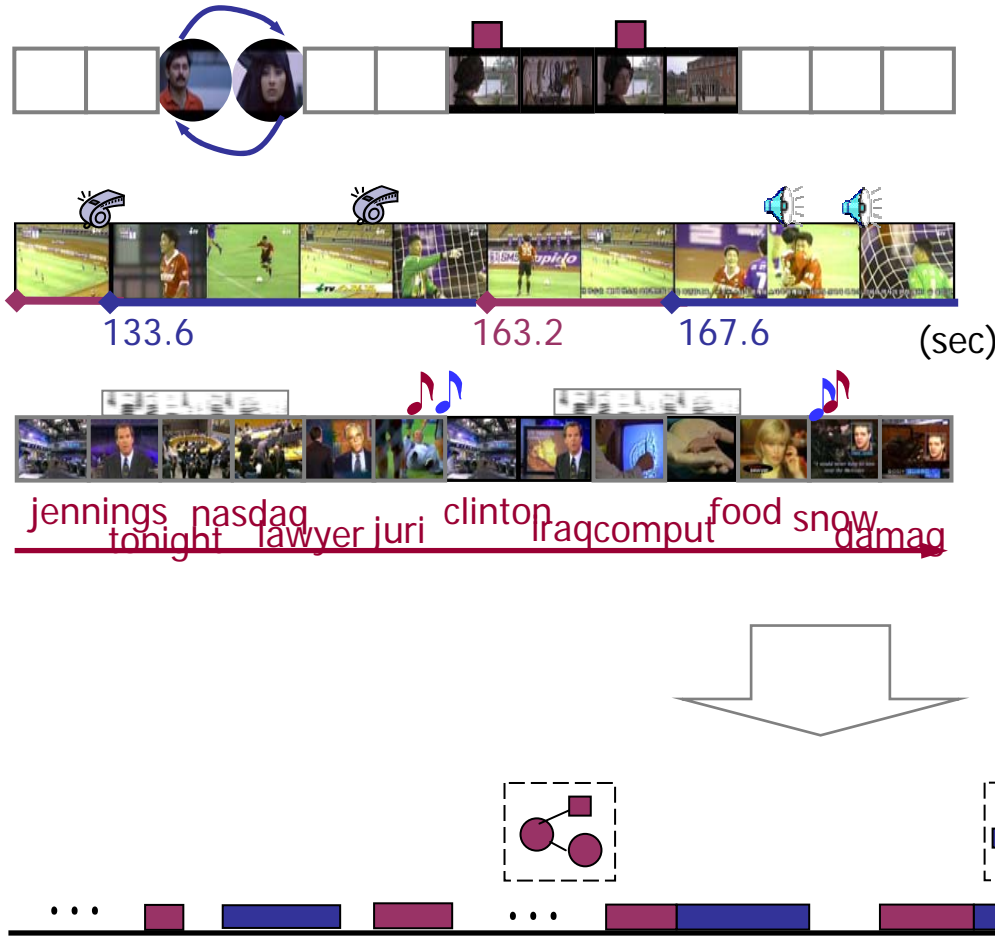 133.6 163.2 167.6
(sec)
jennings nasdaq clinton food snow
tonight lawyer juri Iraq comput damag
• • • • • •